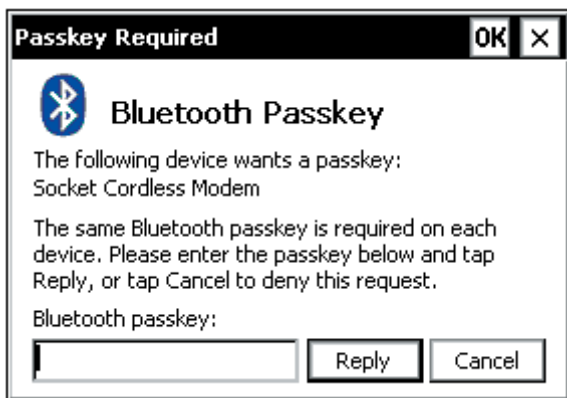 Passkey Required OK ×
Bluetooth Passkey
The following device wants a passkey:
Socket Cordless Modem
The same Bluetooth passkey is required on each
device. Please enter the passkey below and tap
Reply, or tap Cancel to deny this request.
Bluetooth passkey:
Reply Cancel